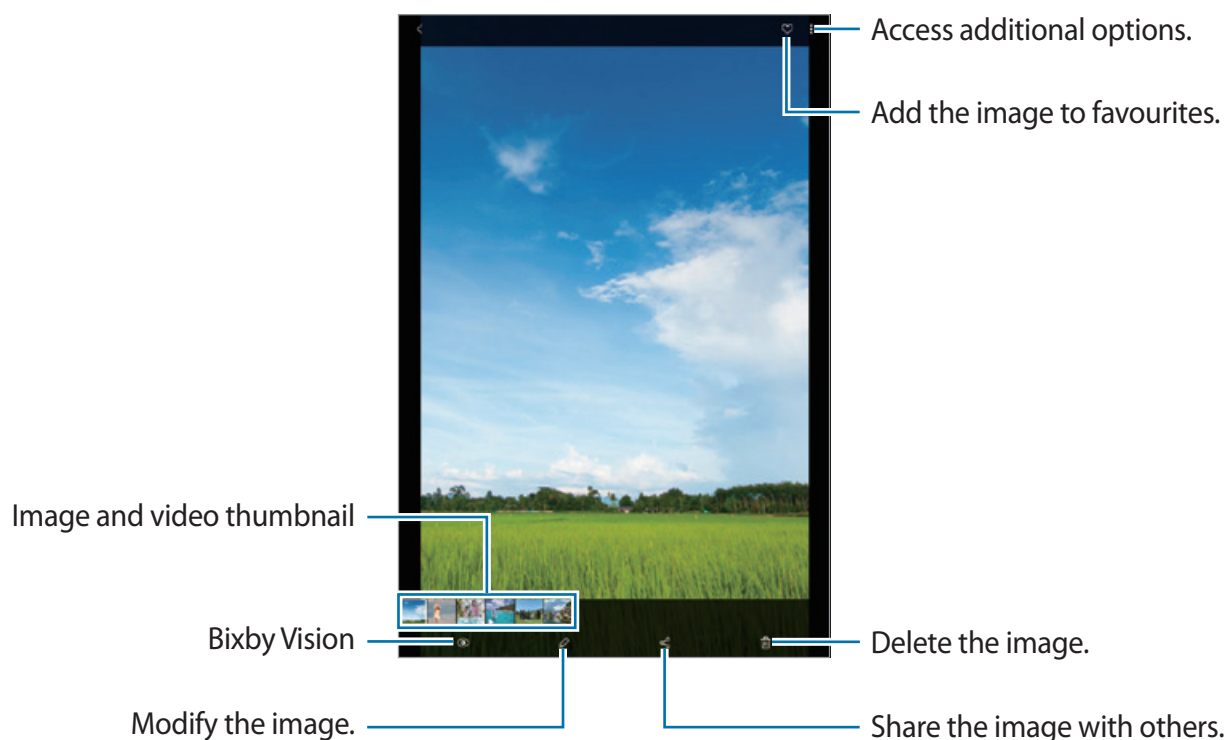 Access additional options.
Add the image to favourites.
Image and video thumbnail
Bixby Vision
Delete the image.
Modify the image.
Share the image with others.